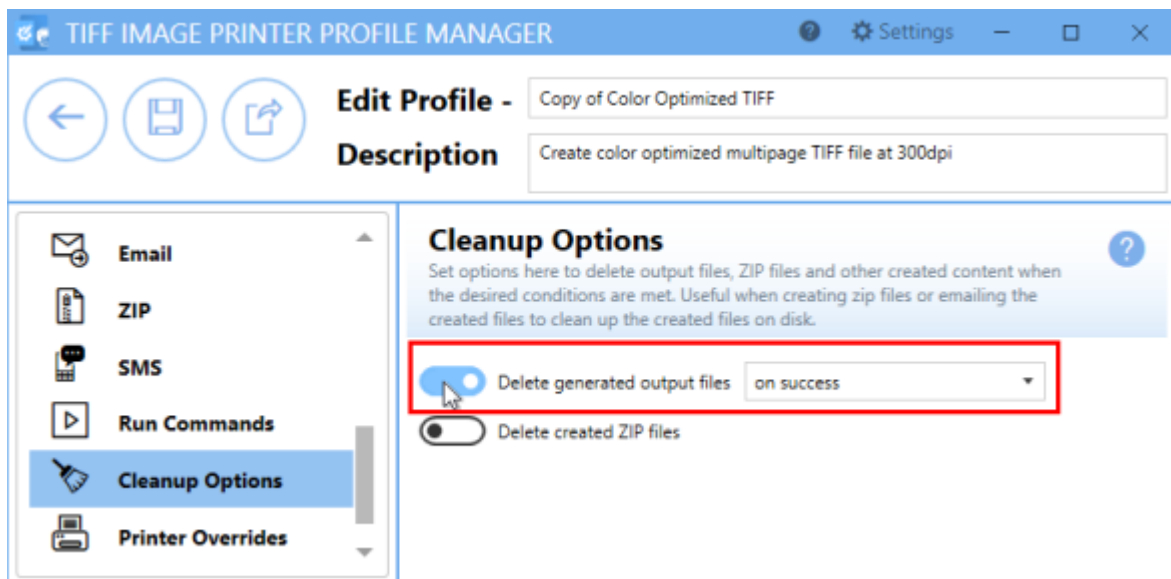 TIFF IMAGE PRINTER PROFILE MANAGER
? Settings
Edit Profile - Copy of Color Optimized TIFF
Description Create color optimized multipage TIFF file at 300dpi
Email
ZIP
SMS
Run Commands
Cleanup Options
Printer Overrides
Cleanup Options
?
Set options here to delete output files, ZIP files and other created content when
the desired conditions are met. Useful when creating zip files or emailing the
created files to clean up the created files on disk.
Delete generated output files on success
Delete created ZIP files